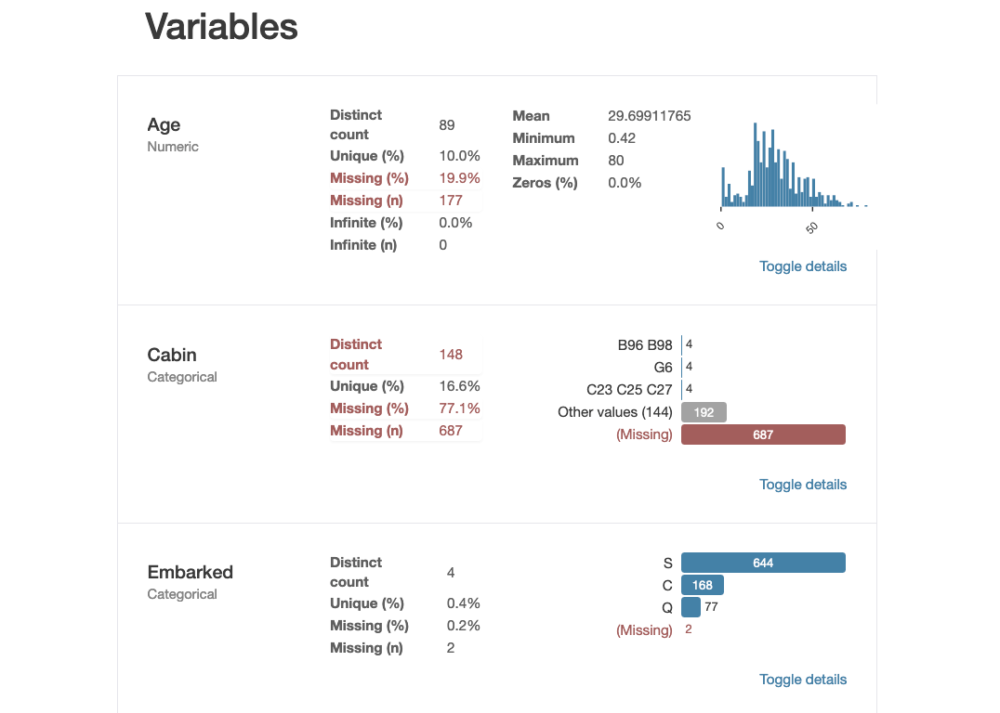 Variables
Age
Numeric
Distinct count 89
Unique (%) 10.0%
Missing (%) 19.9%
Missing (n) 177
Infinite (%) 0.0%
Infinite (n) 0
Mean 29.69911765
Minimum 0.42
Maximum 80
Zeros (%) 0.0%
0 50
Toggle details
Cabin
Categorical
Distinct count 148
Unique (%) 16.6%
Missing (%) 77.1%
Missing (n) 687
B96 B98 4
G6 4
C23 C25 C27 4
Other values (144) 192
(Missing) 687
Toggle details
Embarked
Categorical
Distinct count 4
Unique (%) 0.4%
Missing (%) 0.2%
Missing (n) 2
S 644
C 168
Q 77
(Missing) 2
Toggle details